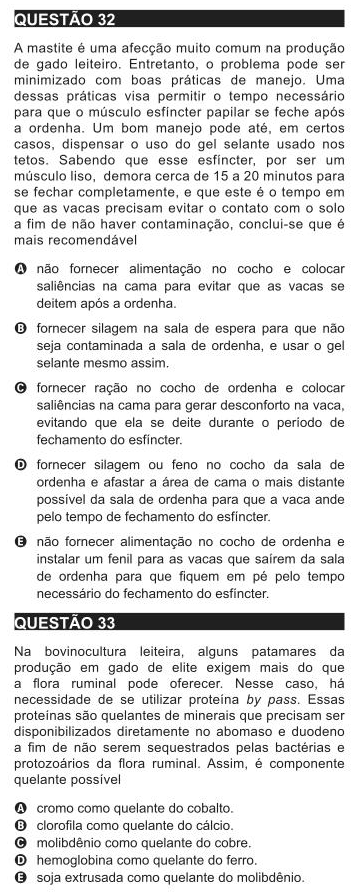 QUESTÃO 32
A mastite é uma afecção muito comum na produção
de gado leiteiro. Entretanto, o problema pode ser
minimizado com boas práticas de manejo. Uma
dessas práticas visa permitir o tempo necessário
para que o músculo esfíncter papilar se feche após
a ordenha. Um bom manejo pode até, em certos
casos, dispensar o uso do gel selante usado nos
tetos. Sabendo que esse esfíncter, por ser um
músculo liso, demora cerca de 15 a 20 minutos para
se fechar completamente, e que este é o tempo em
que as vacas precisam evitar o contato com o solo
a fim de não haver contaminação, conclui-se que é
mais recomendável
A não fornecer alimentação no cocho e colocar
saliências na cama para evitar que as vacas se
deitem após a ordenha.
B fornecer silagem na sala de espera para que não
seja contaminada a sala de ordenha, e usar o gel
selante mesmo assim.
C fornecer ração no cocho de ordenha e colocar
saliências na cama para gerar desconforto na vaca,
evitando que ela se deite durante o período de
fechamento do esfíncter.
D fornecer silagem ou feno no cocho da sala de
ordenha e afastar a área de cama o mais distante
possível da sala de ordenha para que a vaca ande
pelo tempo de fechamento do esfíncter.
E não fornecer alimentação no cocho de ordenha e
instalar um fenil para as vacas que saírem da sala
de ordenha para que fiquem em pé pelo tempo
necessário do fechamento do esfíncter.
QUESTÃO 33
Na bovinocultura leiteira, alguns patamares da
produção em gado de elite exigem mais do que
a flora ruminal pode oferecer. Nesse caso, há
necessidade de se utilizar proteína by pass. Essas
proteínas são quelantes de minerais que precisam ser
disponibilizados diretamente no abomaso e duodeno
a fim de não serem sequestrados pelas bactérias e
protozoários da flora ruminal. Assim, é componente
quelante possível
A cromo como quelante do cobalto.
B clorofila como quelante do cálcio.
C molibdênio como quelante do cobre.
D hemoglobina como quelante do ferro.
E soja extrusada como quelante do molibdênio.